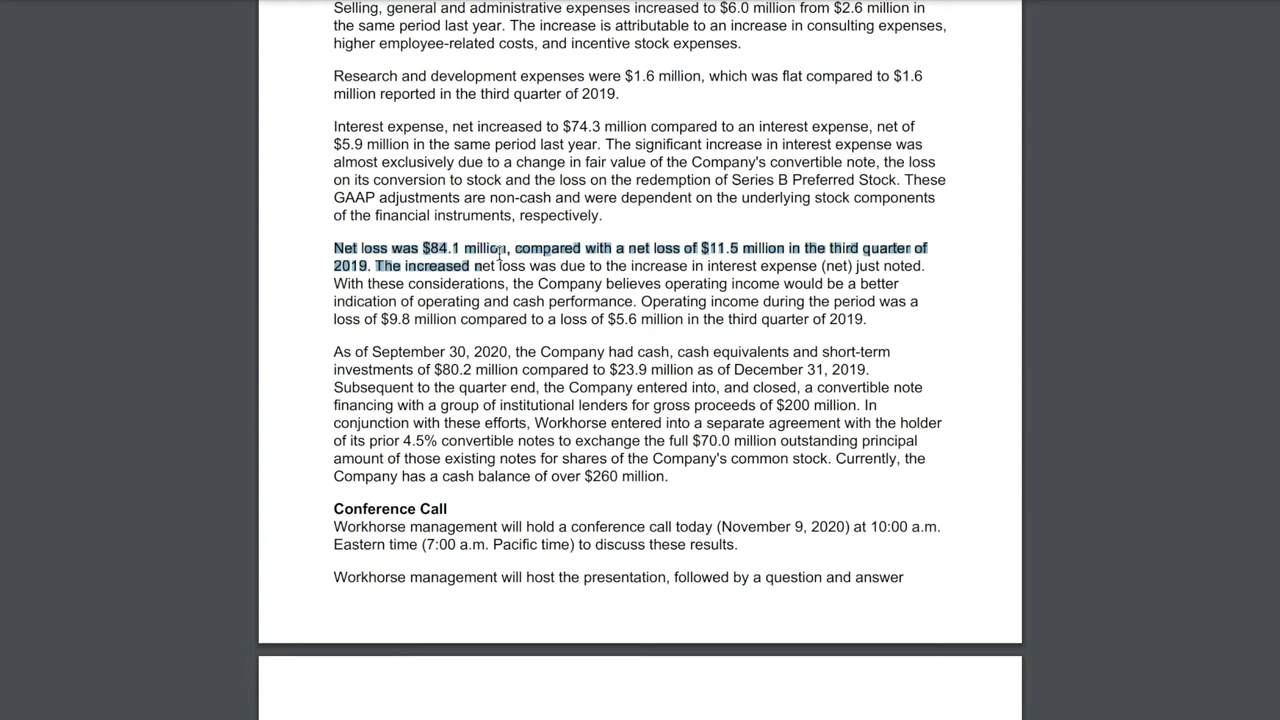 Selling, general and administrative expenses increased to $6.0 million from $2.6 million in
the same period last year. The increase is attributable to an increase in consulting expenses,
higher employee-related costs, and incentive stock expenses.
Research and development expenses were $1.6 million, which was flat compared to $1.6
million reported in the third quarter of 2019.
Interest expense, net increased to $74.3 million compared to an interest expense, net of
$5.9 million in the same period last year. The significant increase in interest expense was
almost exclusively due to a change in fair value of the Company's convertible note, the loss
on its conversion to stock and the loss on the redemption of Series B Preferred Stock. These
GAAP adjustments are non-cash and were dependent on the underlying stock components
of the financial instruments, respectively.
Net loss was $84.1 million, compared with a net loss of $11.5 million in the third quarter of
2019. The increased net loss was due to the increase in interest expense (net) just noted.
With these considerations, the Company believes operating income would be a better
indication of operating and cash performance. Operating income during the period was a
loss of $9.8 million compared to a loss of $5.6 million in the third quarter of 2019.
As of September 30, 2020, the Company had cash, cash equivalents and short-term
investments of $80.2 million compared to $23.9 million as of December 31, 2019.
Subsequent to the quarter end, the Company entered into, and closed, a convertible note
financing with a group of institutional lenders for gross proceeds of $200 million. In
conjunction with these efforts, Workhorse entered into a separate agreement with the holder
of its prior 4.5% convertible notes to exchange the full $70.0 million outstanding principal
amount of those existing notes for shares of the Company's common stock. Currently, the
Company has a cash balance of over $260 million.
Conference Call
Workhorse management will hold a conference call today (November 9, 2020) at 10:00 a.m.
Eastern time (7:00 a.m. Pacific time) to discuss these results.
Workhorse management will host the presentation, followed by a question and answer